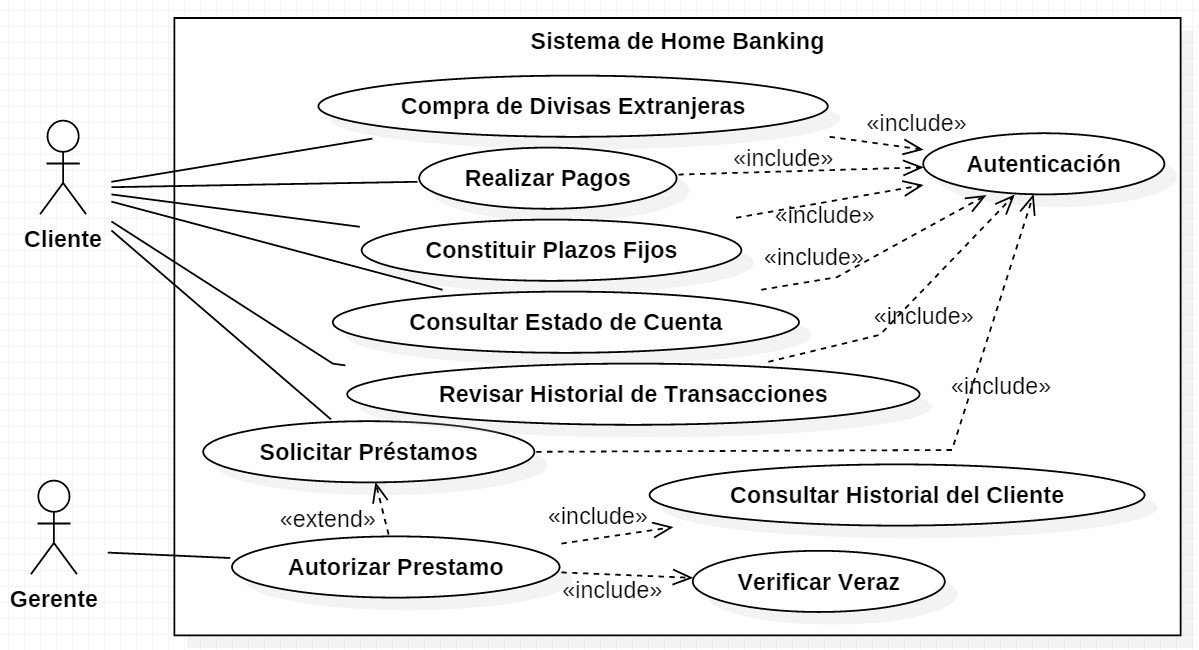 Sistema de Home Banking
Compra de Divisas Extranjeras
«include»
Autenticación
«include»
Realizar Pagos
«include»
Cliente
Constituir Plazos Fijos
«include»
Consultar Estado de Cuenta
«include»
Revisar Historial de Transacciones
«include»
Solicitar Préstamos
Consultar Historial del Cliente
«extend»
«include»
Autorizar Prestamo
Verificar Veraz
«include»
Gerente